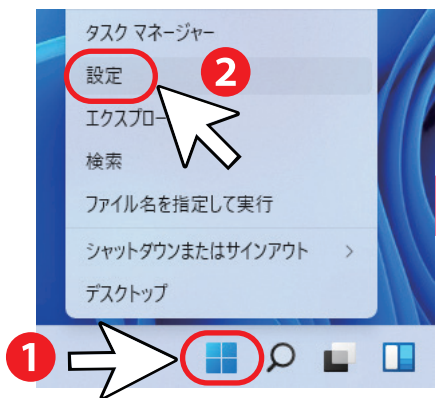 タスク マネージャー
設定
2
エクスプロー
検索
ファイル名を指定して実行
シャットダウンまたはサインアウト
デスクトップ
1